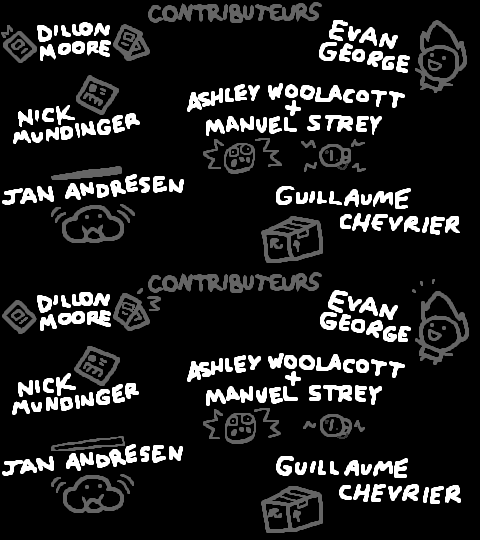 CONTRIBUTEURS
DILLON
MOORE
EVAN
GEORGE
NICK
MUNDINGER
ASHLEY WOOLACOTT
+
MANUEL STREY
JAN ANDRESEN
GUILLAUME
CHEVRIER
CONTRIBUTEURS
DILLON
MOORE
EVAN
GEORGE
NICK
MUNDINGER
ASHLEY WOOLACOTT
+
MANUEL STREY
JAN ANDRESEN
GUILLAUME
CHEVRIER